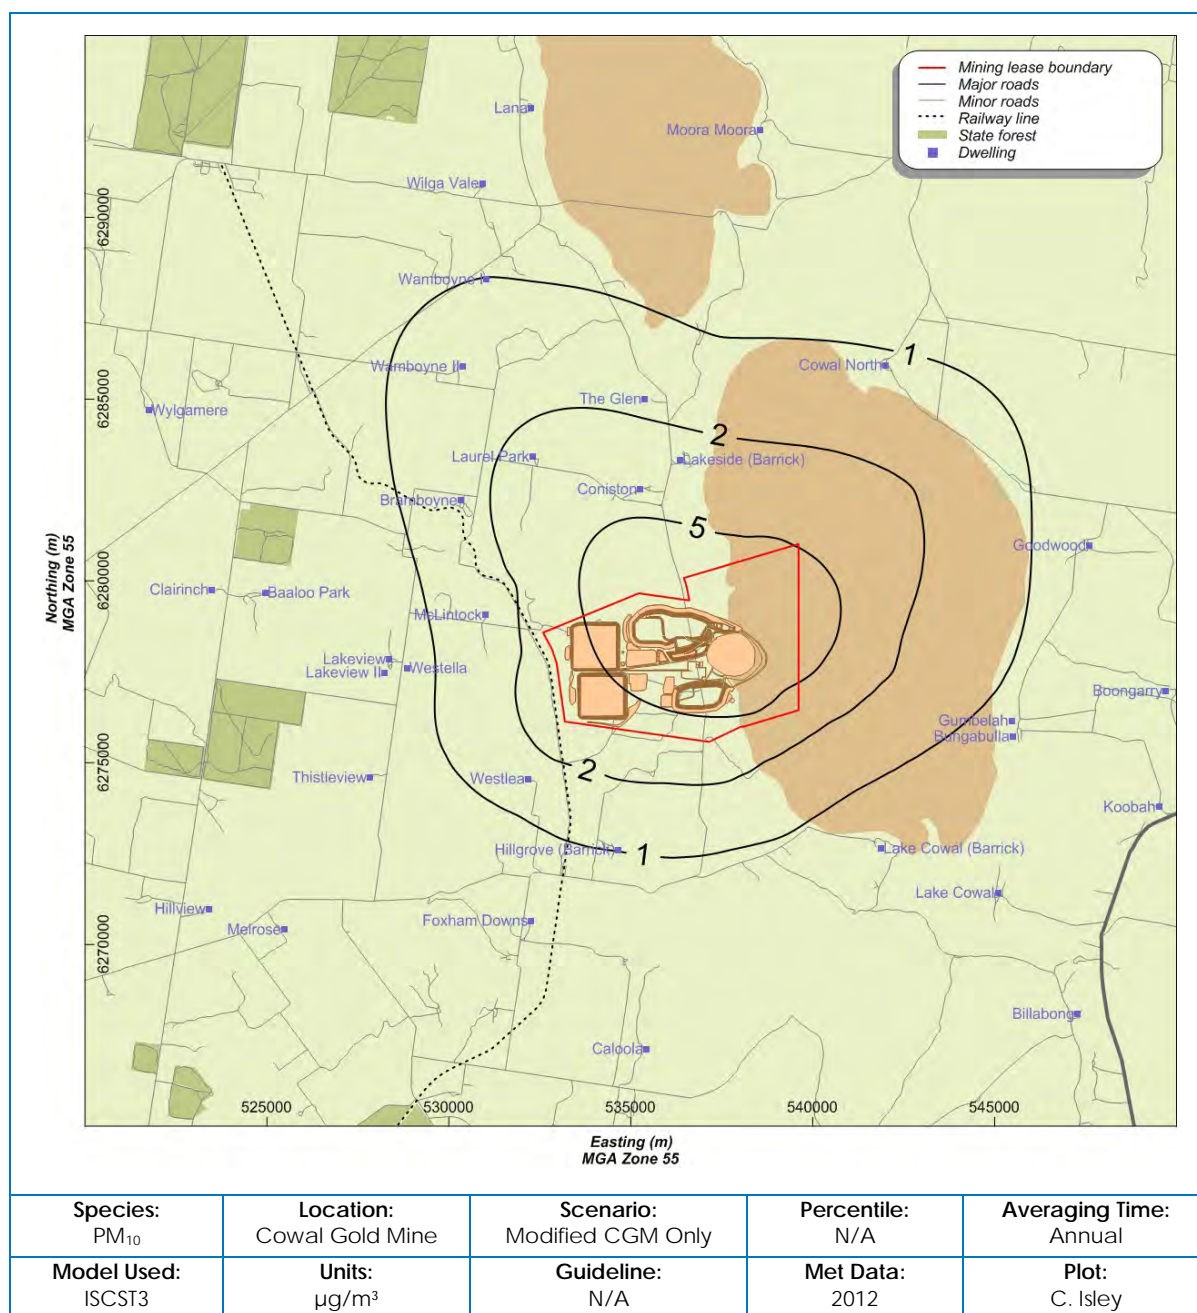 Mining lease boundary
Major roads
Minor roads
Railway line
State forest
Dwelling
Lana
Moora Moora
Wilga Vale
6290000
Wamboyne I
1
Wamboyne II
Cowal North
6285000
The Glen
Wylgamere
2
Laurel Park
Lakeside (Barrick)
Coniston
Bramboyne
5
Goodwood
Northing (m)
MGA Zone 55
6280000
Clairinch
Baaloo Park
McLintock
Lakeview
Lakeview II
Westella
Boongarry
Gumbelah
Bungabulla
6275000
Thistleview
Westlea
2
Koobah
Hillgrove (Barrick)
1
Lake Cowal (Barrick)
Lake Cowal
Hillview
Melrose
Foxham Downs
6270000
Billabong
Caloola
525000 530000 535000 540000 545000
Easting (m)
MGA Zone 55
Species: Location: Scenario: Percentile: Averaging Time:
PM₁₀ Cowal Gold Mine Modified CGM Only N/A Annual
Model Used: Units: Guideline: Met Data: Plot:
ISCST3 µg/m³ N/A 2012 C. Isley